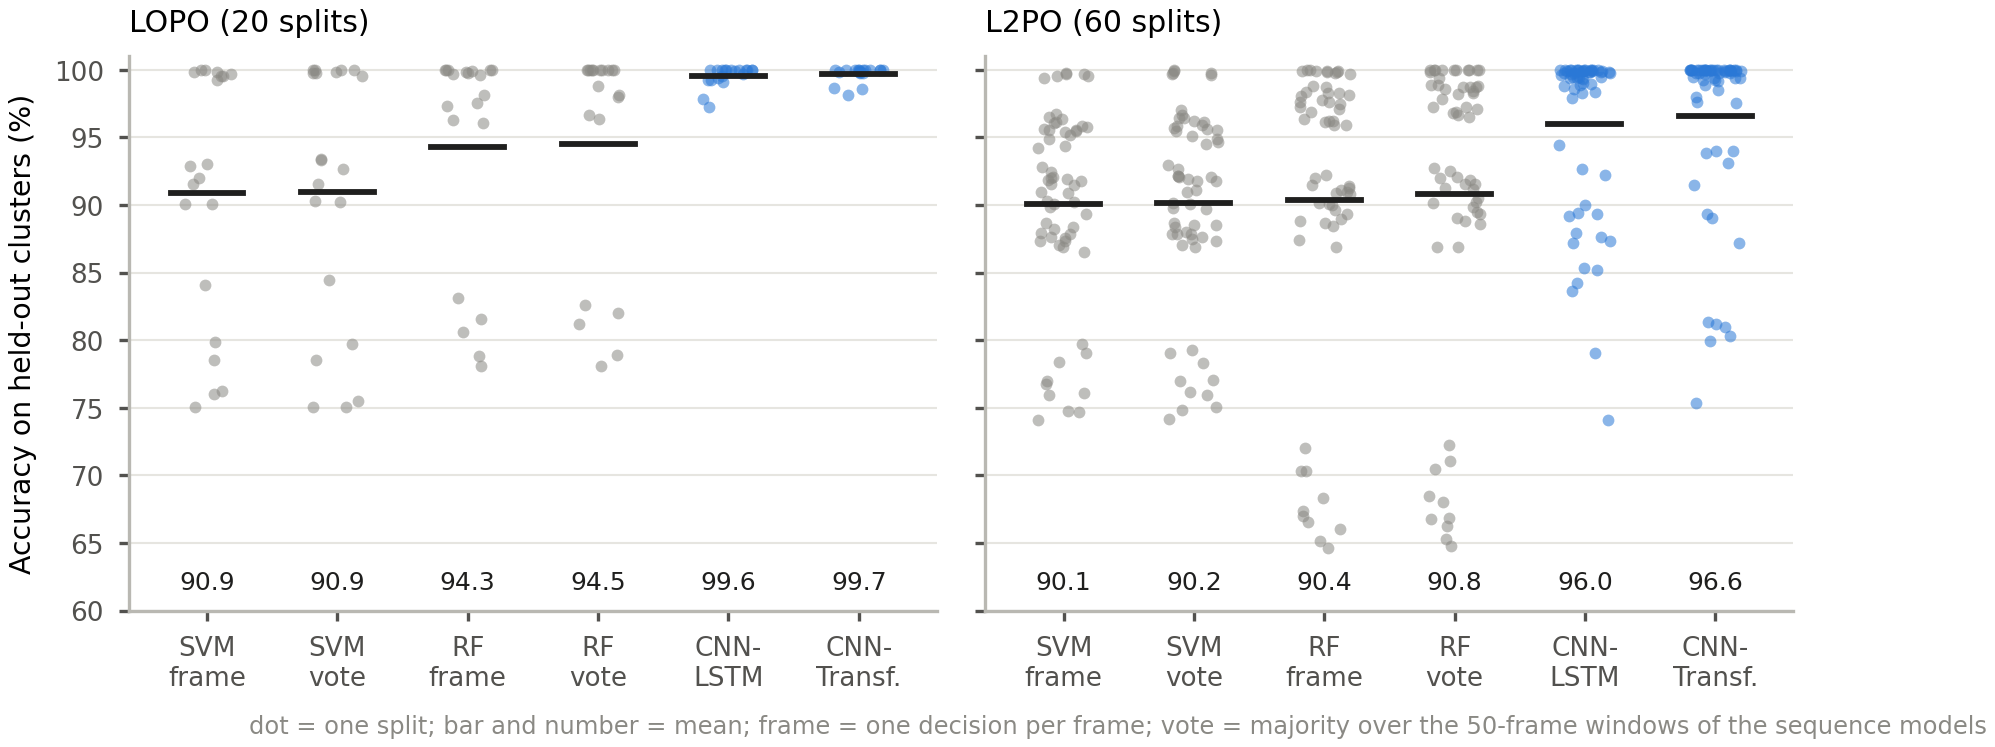 LOPO (20 splits)
L2PO (60 splits)
Accuracy on held-out clusters (%)
100
95
90
85
80
75
70
65
60
90.9
90.9
94.3
94.5
99.6
99.7
90.1
90.2
90.4
90.8
96.0
96.6
SVM
frame
SVM
vote
RF
frame
RF
vote
CNN-
LSTM
CNN-
Transf.
SVM
frame
SVM
vote
RF
frame
RF
vote
CNN-
LSTM
CNN-
Transf.
dot = one split; bar and number = mean; frame = one decision per frame; vote = majority over the 50-frame windows of the sequence models